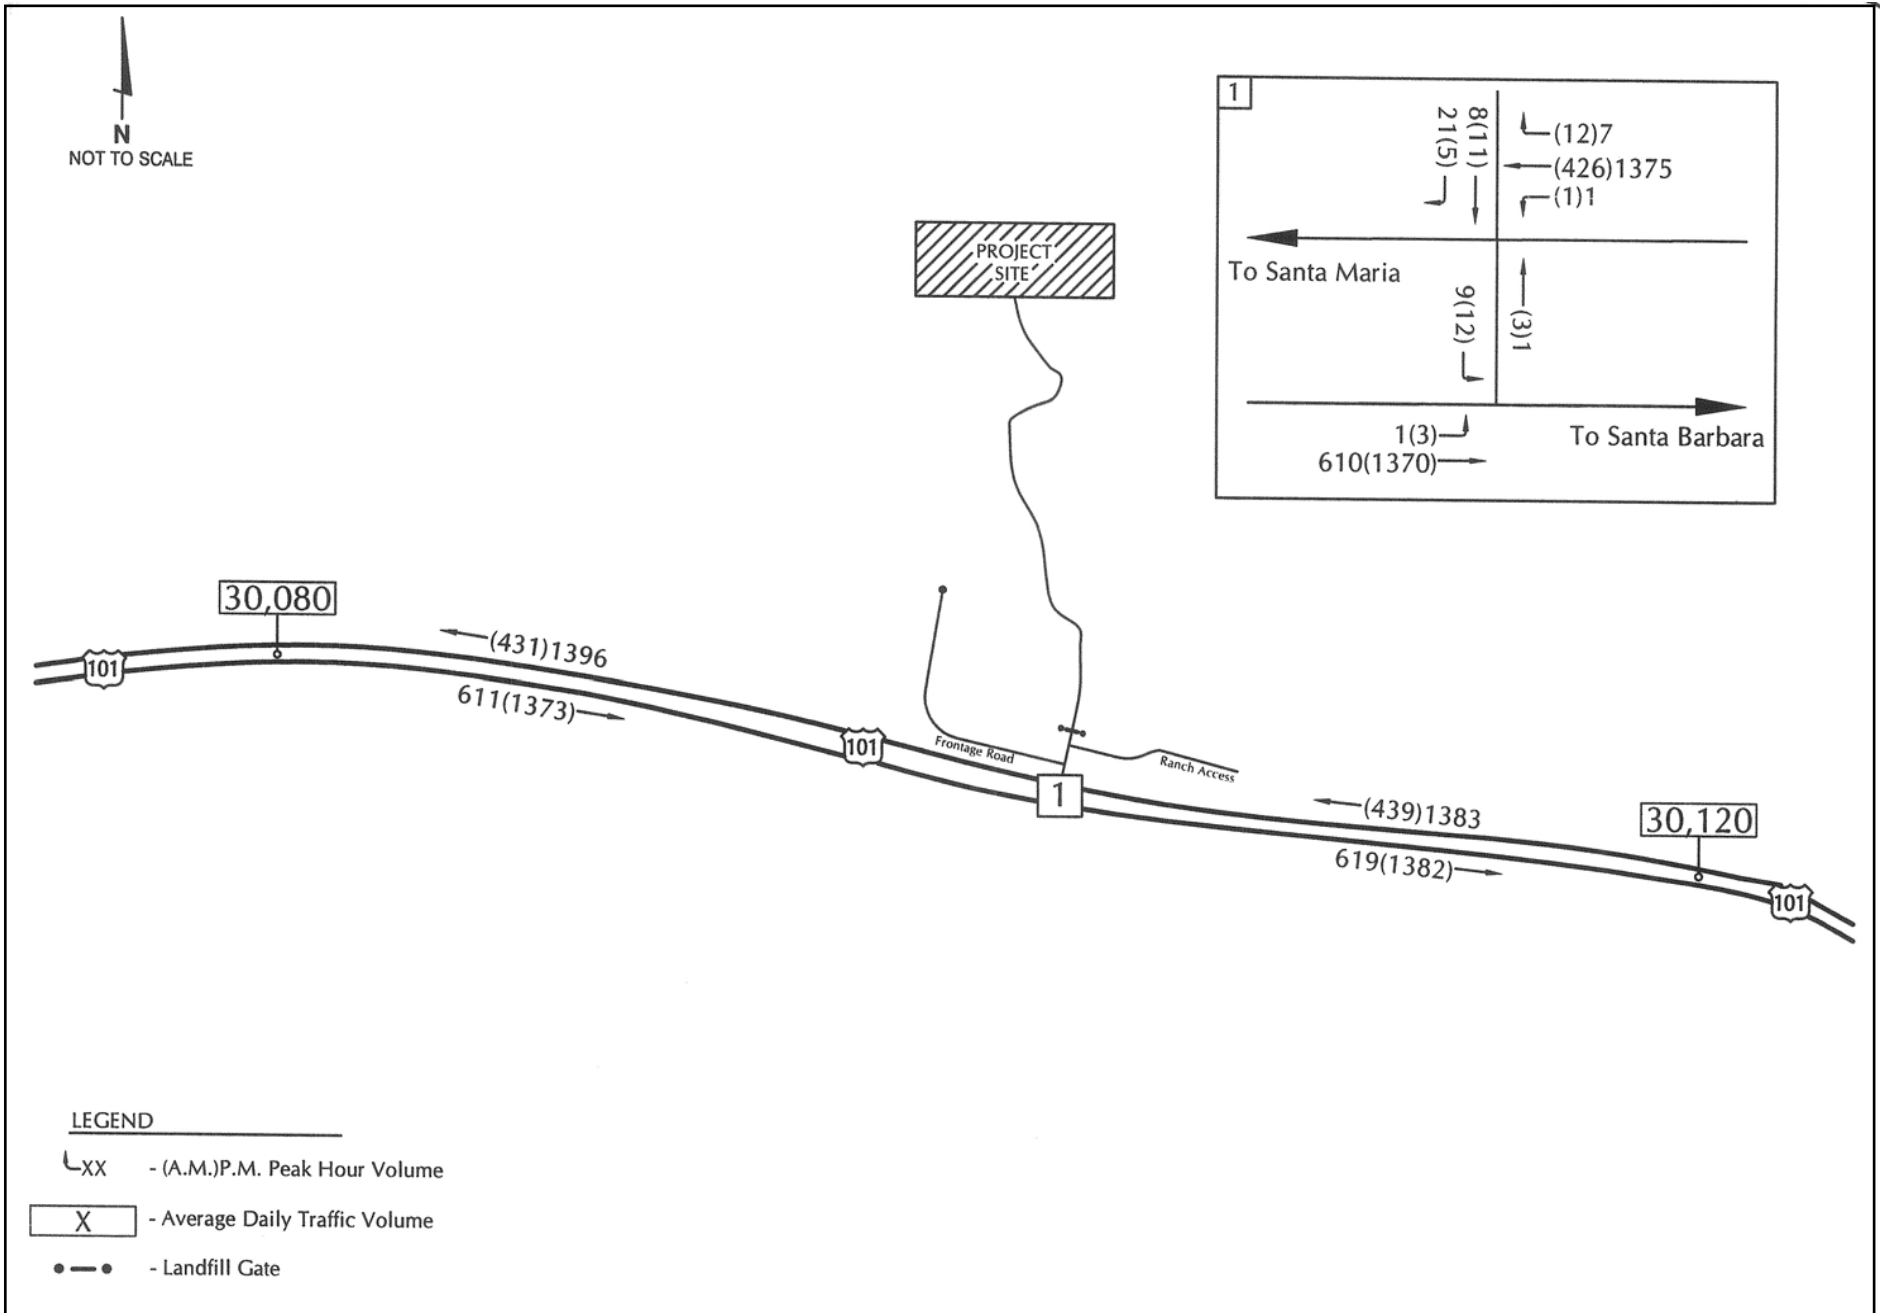 N
NOT TO SCALE
1
21(5)
8(11)
(12)7
(426)1375
(1)1
To Santa Maria
9(12)
(3)1
1(3)
610(1370)
To Santa Barbara
PROJECT
SITE
30,080
101
(431)1396
611(1373)
101
Frontage Road
Ranch Access
1
(439)1383
619(1382)
30,120
101
LEGEND
XX - (A.M.)P.M. Peak Hour Volume
X - Average Daily Traffic Volume
- Landfill Gate